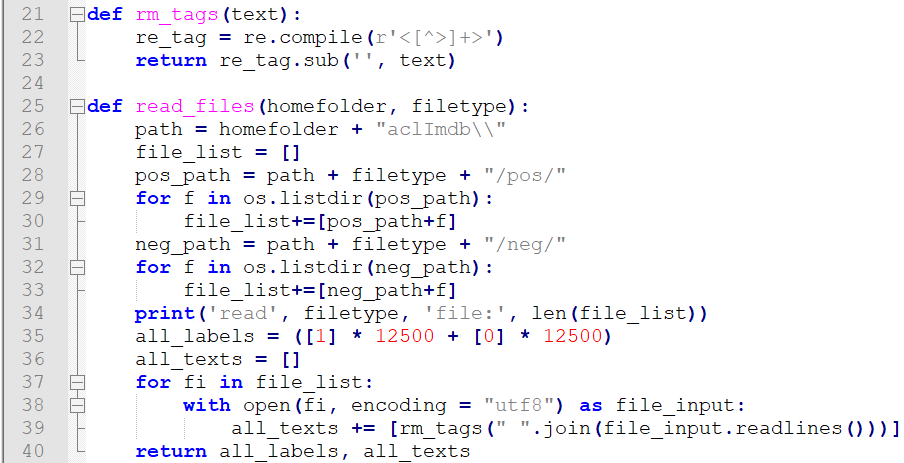 21 def rm_tags(text):
22     re_tag = re.compile(r'<[^>]+>')
23     return re_tag.sub('', text)
24
25 def read_files(homefolder, filetype):
26     path = homefolder + "aclImdb\\"
27     file_list = []
28     pos_path = path + filetype + "/pos/"
29     for f in os.listdir(pos_path):
30         file_list+=[pos_path+f]
31     neg_path = path + filetype + "/neg/"
32     for f in os.listdir(neg_path):
33         file_list+=[neg_path+f]
34     print('read', filetype, 'file:', len(file_list))
35     all_labels = ([1] * 12500 + [0] * 12500)
36     all_texts = []
37     for fi in file_list:
38         with open(fi, encoding = "utf8") as file_input:
39             all_texts += [rm_tags(" ".join(file_input.readlines()))]
40     return all_labels, all_texts